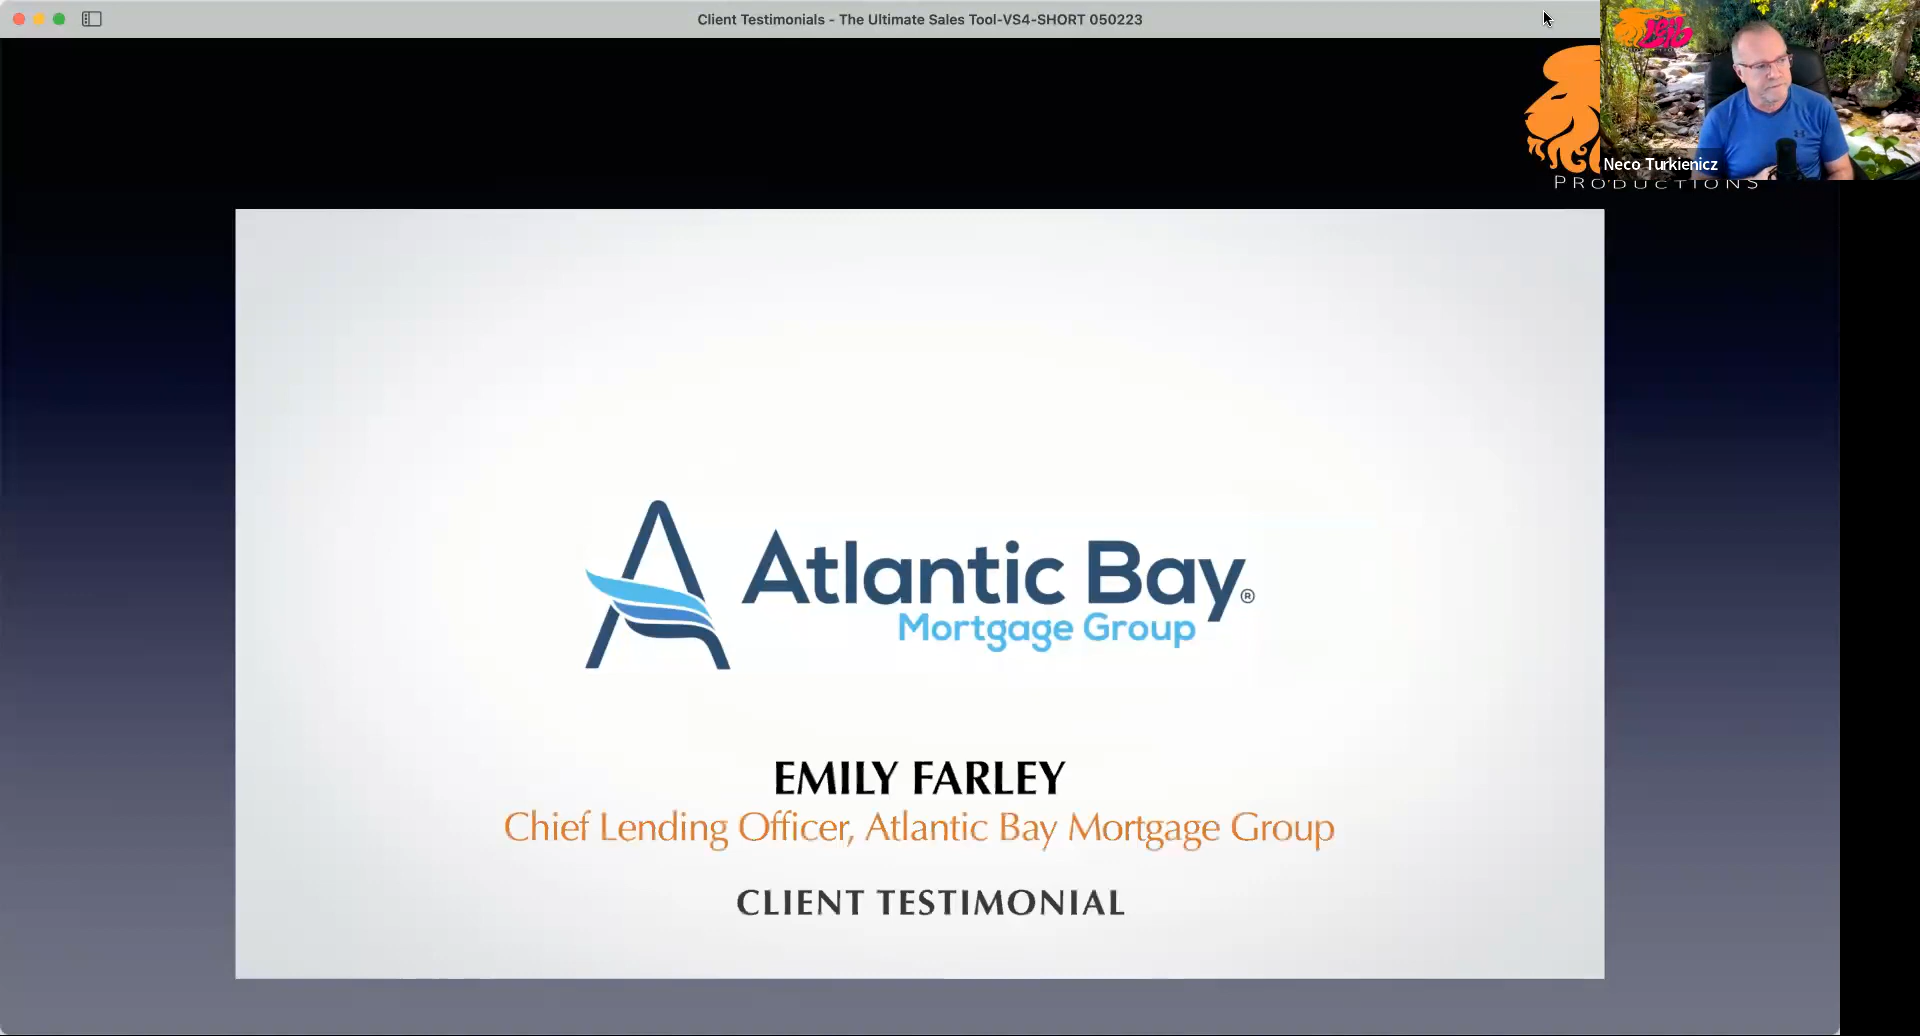 Client Testimonials - The Ultimate Sales Tool-VS4-SHORT 050223
Neco Turkienicz
PRODUCTIONS
Atlantic Bay®
Mortgage Group
EMILY FARLEY
Chief Lending Officer, Atlantic Bay Mortgage Group
CLIENT TESTIMONIAL